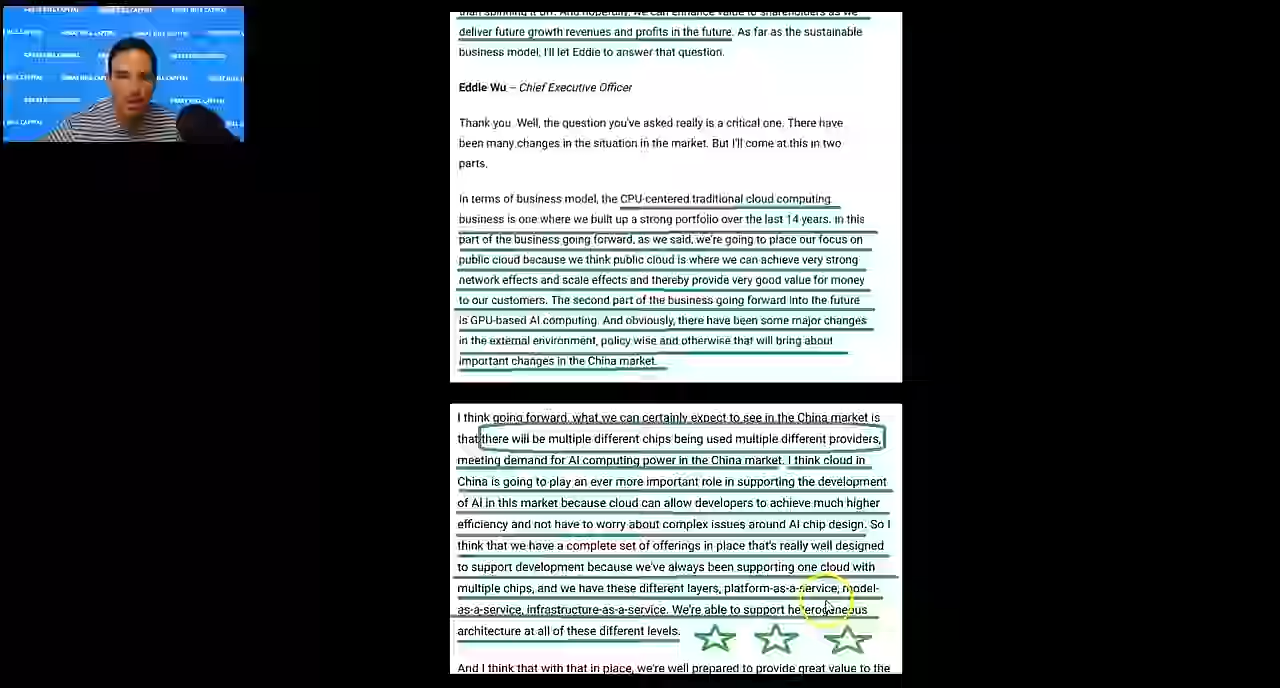 than spinning it off. And hopefully, we can enhance value to shareholders as we
deliver future growth revenues and profits in the future. As far as the sustainable
business model, I'll let Eddie to answer that question.
Eddie Wu – Chief Executive Officer
Thank you. Well, the question you've asked really is a critical one. There have
been many changes in the situation in the market. But I'll come at this in two
parts.
In terms of business model, the CPU-centered traditional cloud computing
business is one where we built up a strong portfolio over the last 14 years. In this
part of the business going forward, as we said, we're going to place our focus on
public cloud because we think public cloud is where we can achieve very strong
network effects and scale effects and thereby provide very good value for money
to our customers. The second part of the business going forward into the future
is GPU-based AI computing. And obviously, there have been some major changes
in the external environment, policy wise and otherwise that will bring about
important changes in the China market.
I think going forward, what we can certainly expect to see in the China market is
that there will be multiple different chips being used multiple different providers,
meeting demand for AI computing power in the China market. I think cloud in
China is going to play an ever more important role in supporting the development
of AI in this market because cloud can allow developers to achieve much higher
efficiency and not have to worry about complex issues around AI chip design. So I
think that we have a complete set of offerings in place that's really well designed
to support development because we've always been supporting one cloud with
multiple chips, and we have these different layers, platform-as-a-service, model-
as-a-service, infrastructure-as-a-service. We're able to support heterogeneous
architecture at all of these different levels.
And I think that with that in place, we're well prepared to provide great value to the